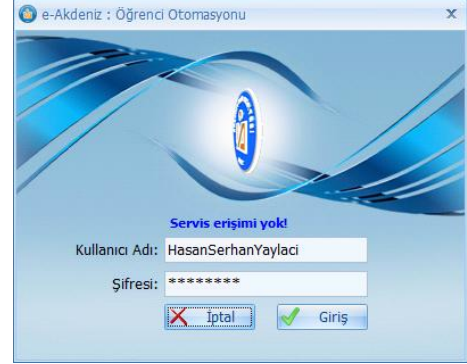 e-Akdeniz : Öğrenci Otomasyonu
Servis erişimi yok!
Kullanıcı Adı: HasanSerhanYaylaci
Şifresi: ********
İptal Giriş